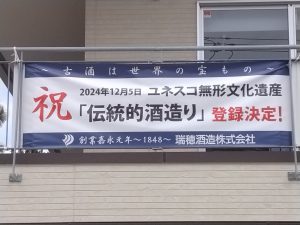 ～古酒は世界の宝もの～
祝
2024年12月5日 ユネスコ無形文化遺産
「伝統的酒造り」登録決定!
創業嘉永元年～1848～ 瑞穂酒造株式会社